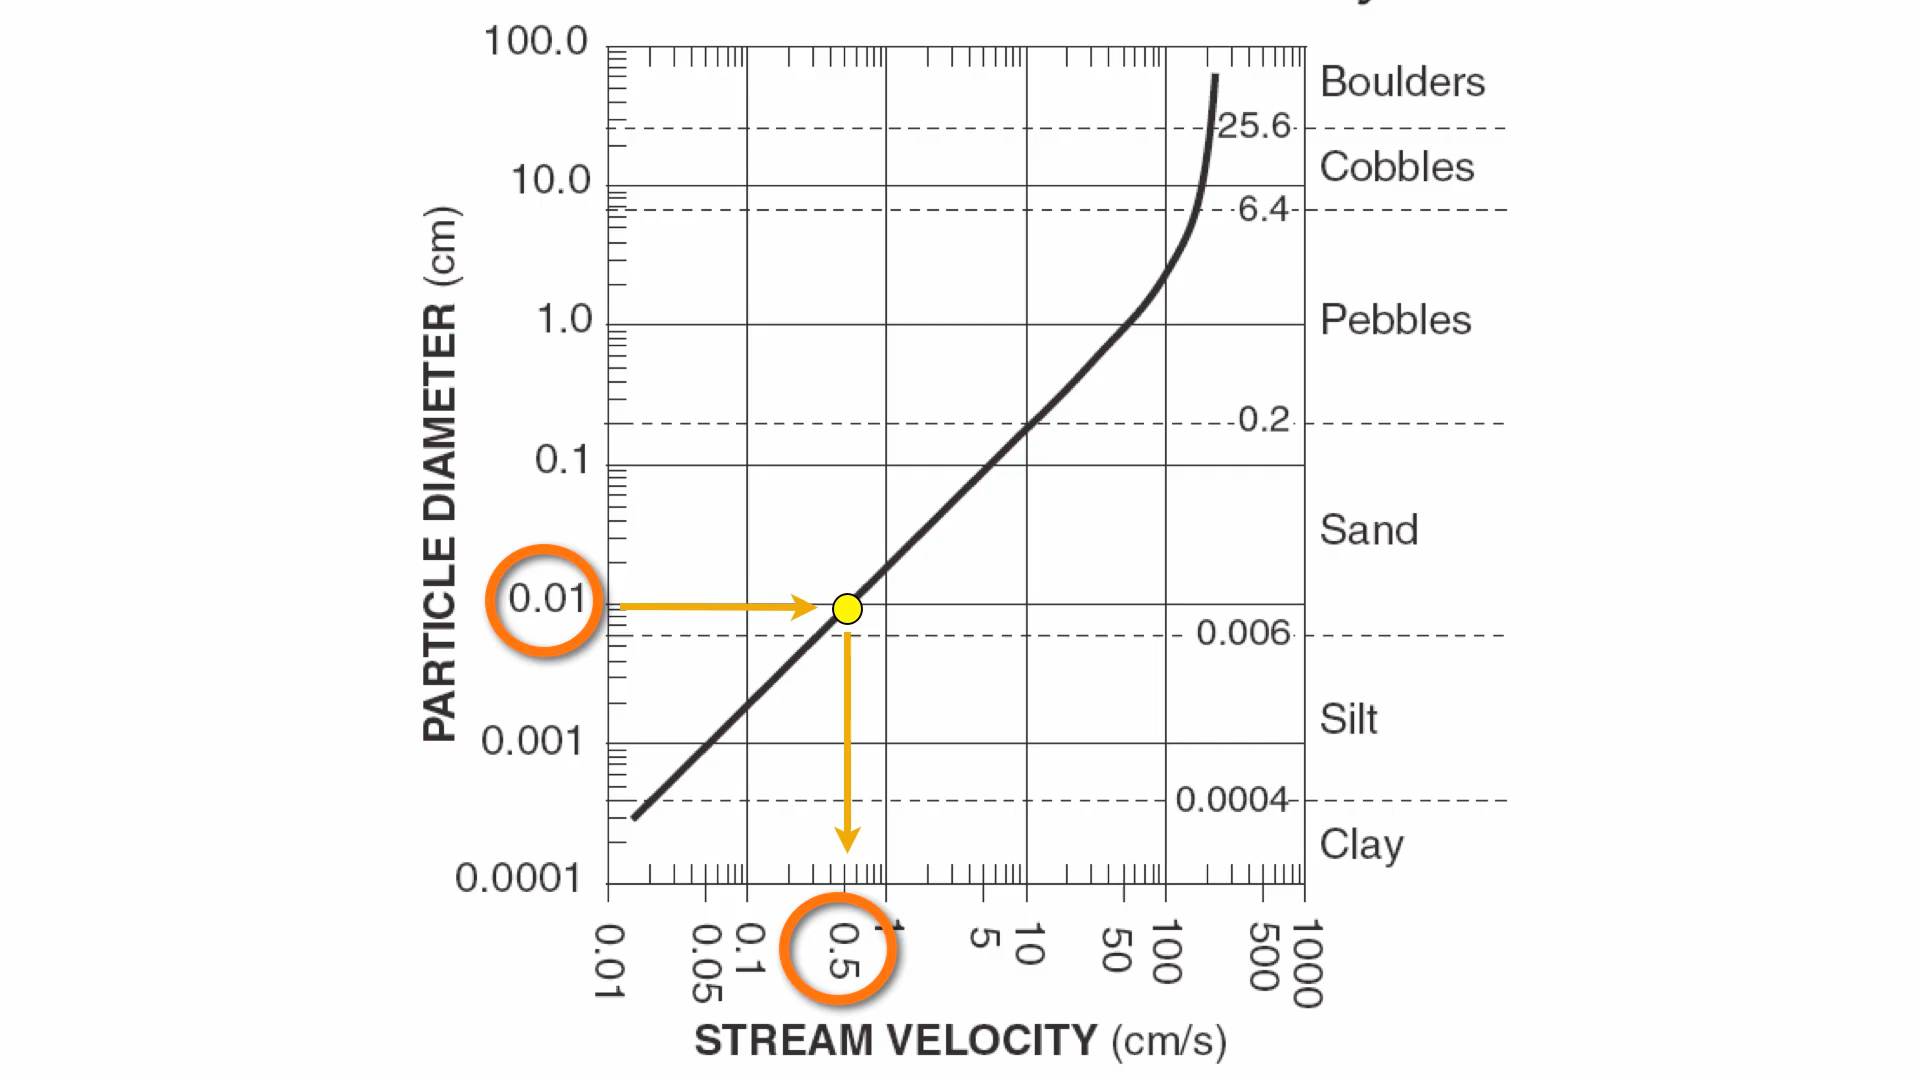 100.0
Boulders
25.6
Cobbles
10.0
6.4
PARTICLE DIAMETER (cm)
1.0
Pebbles
0.2
0.1
Sand
0.01
0.006
Silt
0.001
0.0004
Clay
0.0001
0.01 0.05 0.1 0.5 1 5 10 50 100 500 1000
STREAM VELOCITY (cm/s)